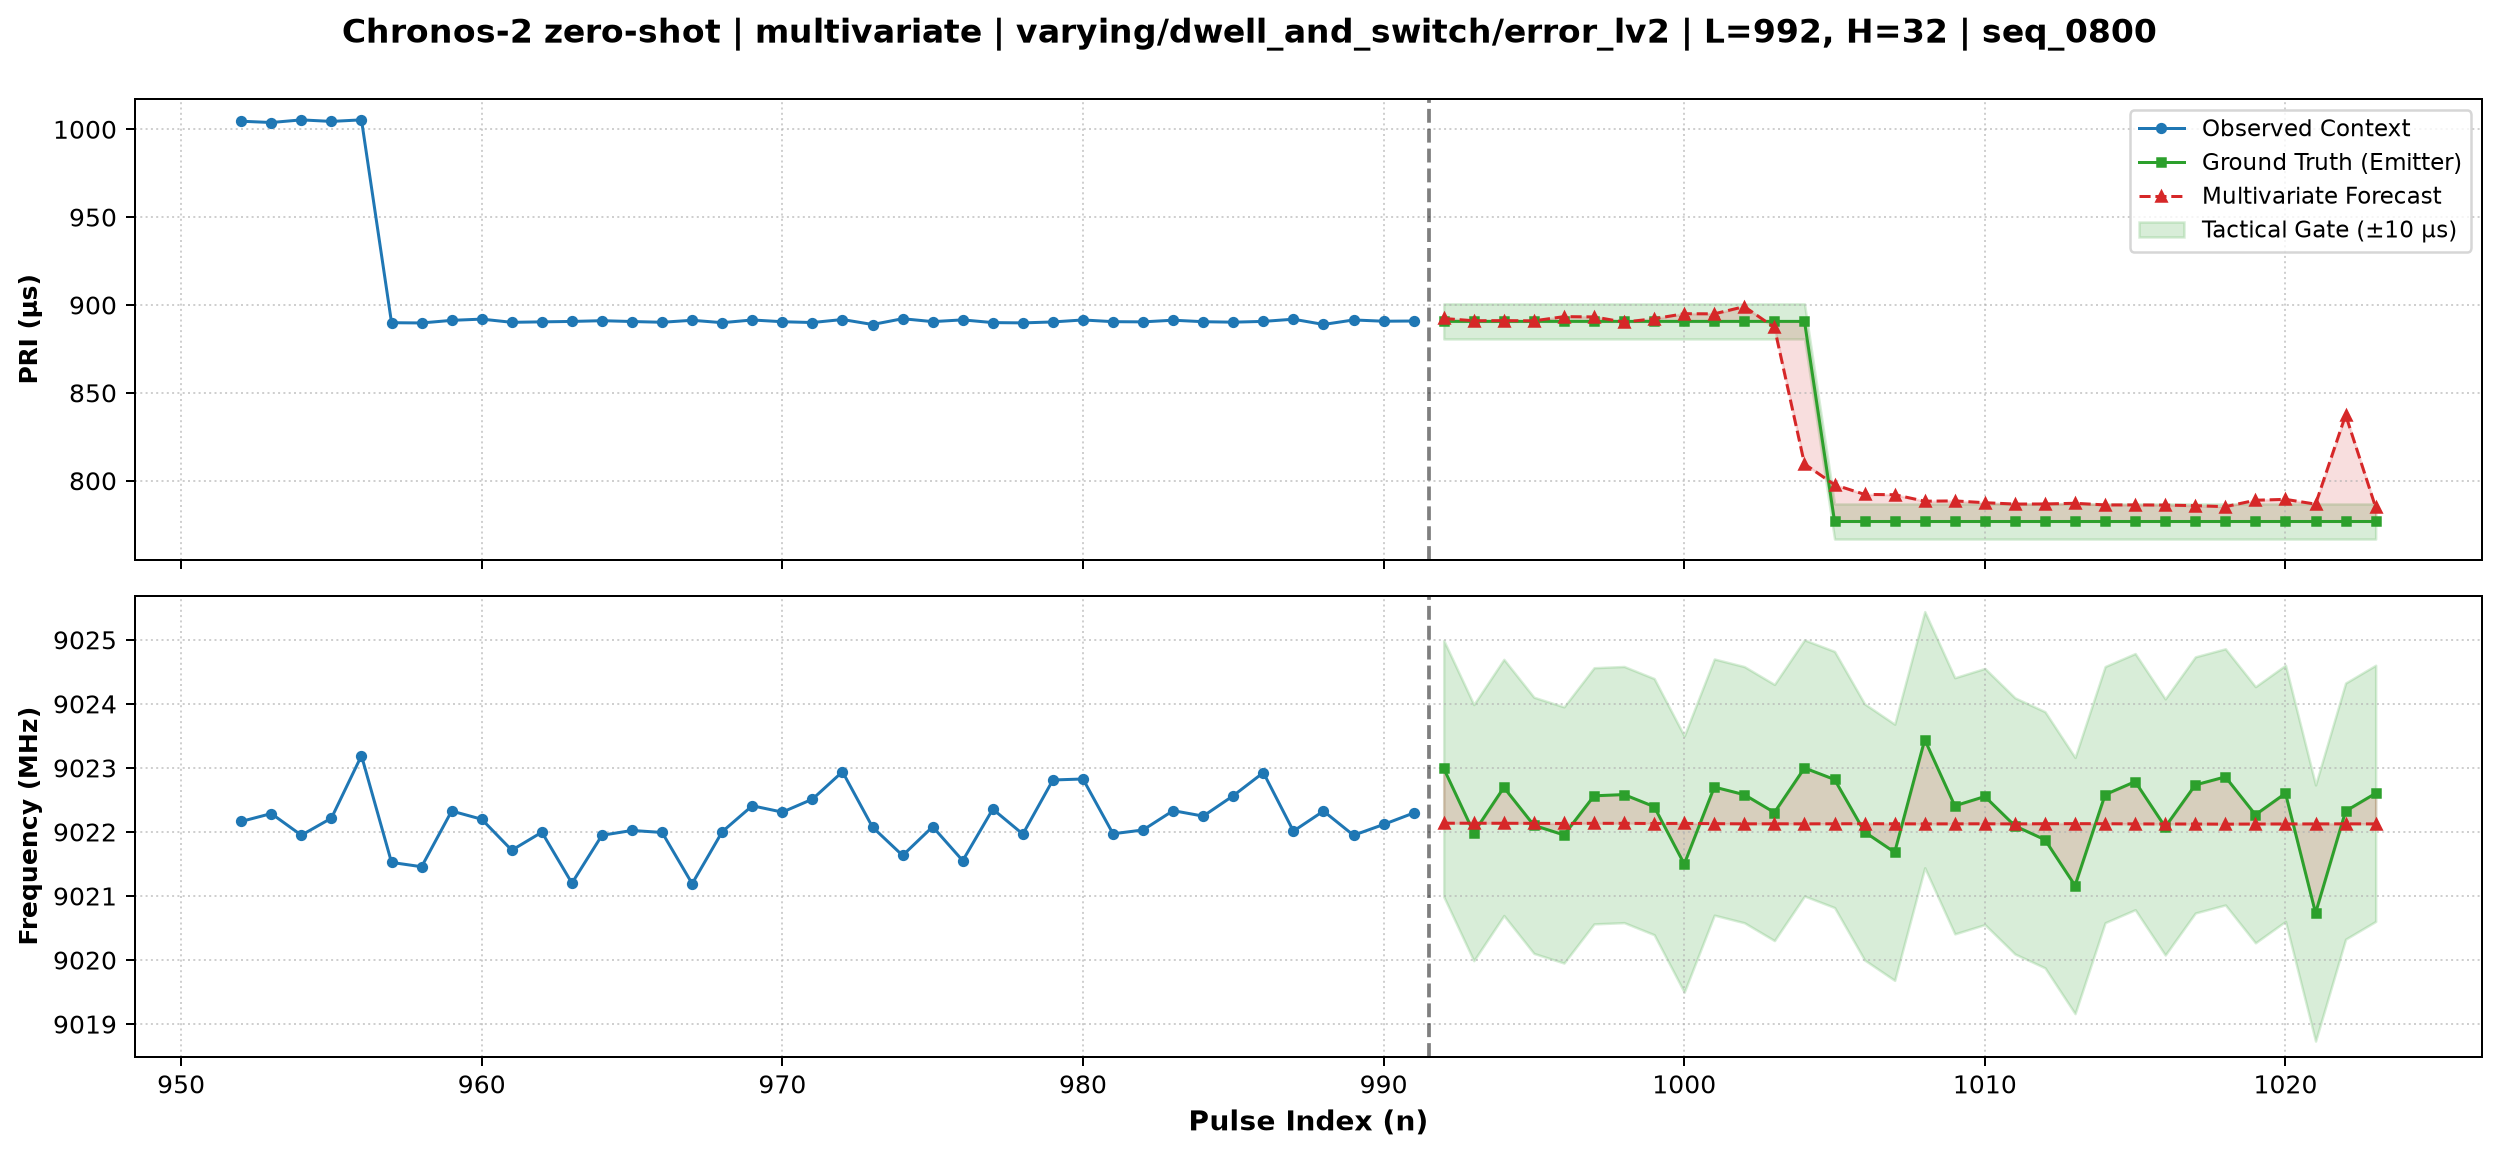 Chronos-2 zero-shot | multivariate | varying/dwell_and_switch/error_lv2 | L=992, H=32 | seq_0800
PRI (µs)
1000
950
900
850
800
Observed Context
Ground Truth (Emitter)
Multivariate Forecast
Tactical Gate (±10 µs)
Frequency (MHz)
9025
9024
9023
9022
9021
9020
9019
950 960 970 980 990 1000 1010 1020
Pulse Index (n)